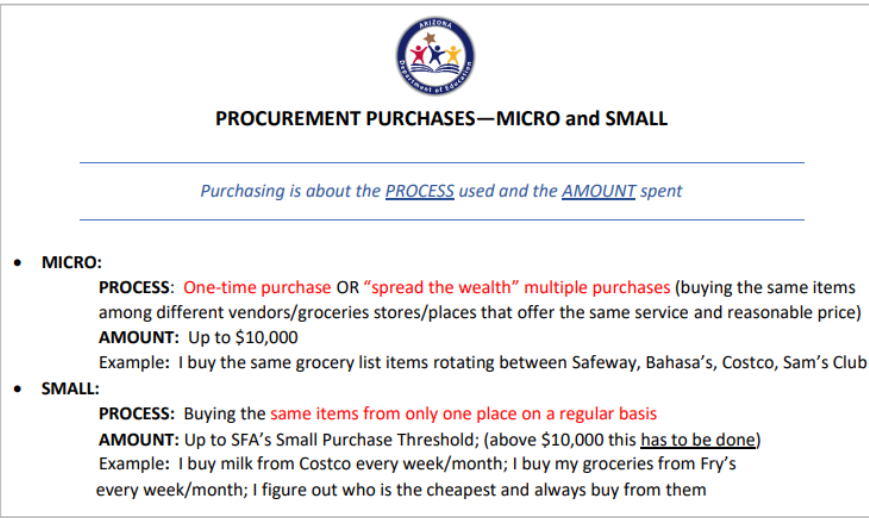 ARIZONA
Department of Education
PROCUREMENT PURCHASES—MICRO and SMALL
Purchasing is about the PROCESS used and the AMOUNT spent
• MICRO:
PROCESS: One-time purchase OR “spread the wealth” multiple purchases (buying the same items
among different vendors/groceries stores/places that offer the same service and reasonable price)
AMOUNT: Up to $10,000
Example: I buy the same grocery list items rotating between Safeway, Bahasa’s, Costco, Sam’s Club
• SMALL:
PROCESS: Buying the same items from only one place on a regular basis
AMOUNT: Up to SFA’s Small Purchase Threshold; (above $10,000 this has to be done)
Example: I buy milk from Costco every week/month; I buy my groceries from Fry’s
every week/month; I figure out who is the cheapest and always buy from them